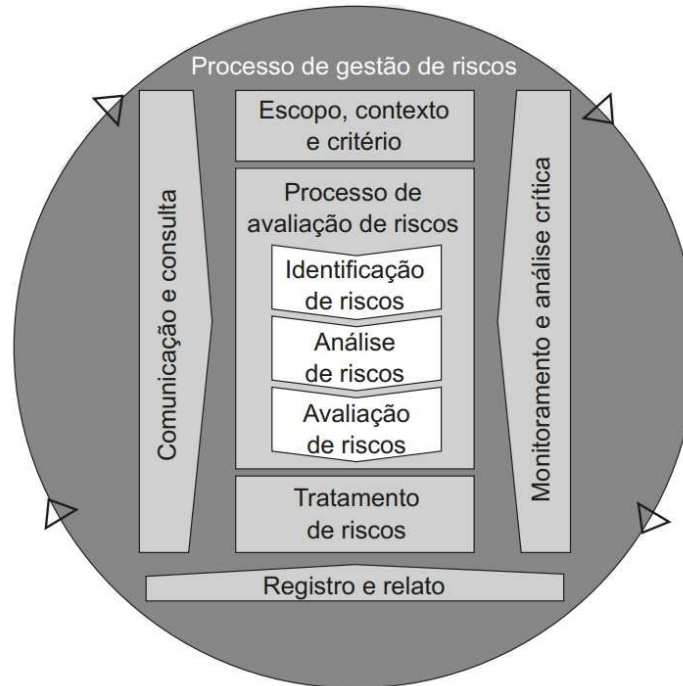 Processo de gestão de riscos
Escopo, contexto
e critério
Processo de
avaliação de riscos
Identificação
de riscos
Análise
de riscos
Avaliação
de riscos
Tratamento
de riscos
Comunicação e consulta
Monitoramento e análise crítica
Registro e relato